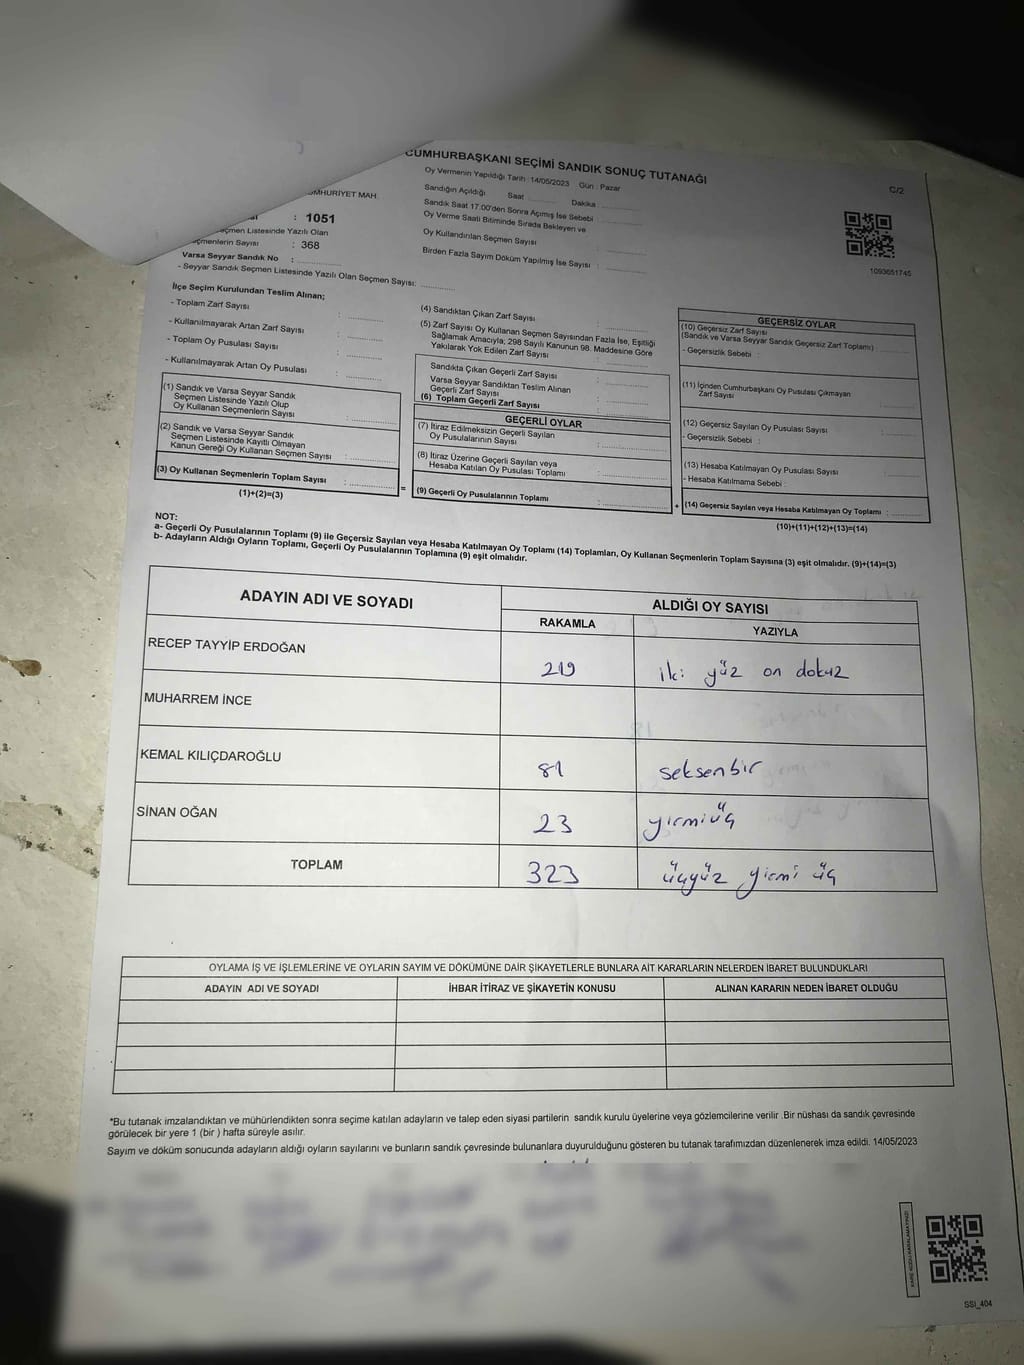 CUMHURBAŞKANI SEÇİMİ SANDIK SONUÇ TUTANAĞI
Oy Vermenin Yapıldığı Tarih : 14/05/2023 Gün : Pazar
C/2
MAH.
Sandığın Açıldığı Saat Dakika
: 1051
Sandık Saat 17.00'den Sonra Açımış İse Sebebi
Oy Verme Saati Bitiminde Sırada Bekleyen ve
Oy Kullandırılan Seçmen Sayısı :
Listesinde Yazılı Olan
Sayısı : 368
Birden Fazla Sayım Döküm Yapılmış İse Sayısı :
1093651745
Varsa Seyyar Sandık No :
- Seyyar Sandık Seçmen Listesinde Yazılı Olan Seçmen Sayısı:
İlçe Seçim Kurulundan Teslim Alınan;
- Toplam Zarf Sayısı :
- Kullanılmayarak Artan Zarf Sayısı :
- Toplam Oy Pusulası Sayısı :
- Kullanılmayarak Artan Oy Pusulası :
(1) Sandık ve Varsa Seyyar Sandık
Seçmen Listesinde Yazılı Olup
Oy Kullanan Seçmenlerin Sayısı :
(2) Sandık ve Varsa Seyyar Sandık
Seçmen Listesinde Kayıtlı Olmayan
Kanun Gereği Oy Kullanan Seçmen Sayısı :
(3) Oy Kullanan Seçmenlerin Toplam Sayısı :
(1)+(2)=(3)
(4) Sandıktan Çıkan Zarf Sayısı :
(5) Zarf Sayısı Oy Kullanan Seçmen Sayısından Fazla İse, Eşitliği
Sağlamak Amacıyla; 298 Sayılı Kanunun 98. Maddesine Göre
Yakılarak Yok Edilen Zarf Sayısı :
Sandıkta Çıkan Geçerli Zarf Sayısı :
Varsa Seyyar Sandıktan Teslim Alınan
Geçerli Zarf Sayısı :
(6) Toplam Geçerli Zarf Sayısı :
GEÇERLİ OYLAR
(7) İtiraz Edilmeksizin Geçerli Sayılan
Oy Pusulalarının Sayısı :
(8) İtiraz Üzerine Geçerli Sayılan veya
Hesaba Katılan Oy Pusulası Toplamı :
= (9) Geçerli Oy Pusulalarının Toplamı :
GEÇERSİZ OYLAR
(10) Geçersiz Zarf Sayısı
(Sandık ve Varsa Seyyar Sandık Geçersiz Zarf Toplamı) :
- Geçersizlik Sebebi :
(11) İçinden Cumhurbaşkanı Oy Pusulası Çıkmayan
Zarf Sayısı :
(12) Geçersiz Sayılan Oy Pusulası Sayısı :
- Geçersizlik Sebebi :
(13) Hesaba Katılmayan Oy Pusulası Sayısı :
- Hesaba Katılmama Sebebi :
+ (14) Geçersiz Sayılan veya Hesaba Katılmayan Oy Toplamı :
(10)+(11)+(12)+(13)=(14)
NOT:
a- Geçerli Oy Pusulalarının Toplamı (9) ile Geçersiz Sayılan veya Hesaba Katılmayan Oy Toplamı (14) Toplamları, Oy Kullanan Seçmenlerin Toplam Sayısına (3) eşit olmalıdır. (9)+(14)=(3)
b- Adayların Aldığı Oyların Toplamı, Geçerli Oy Pusulalarının Toplamına (9) eşit olmalıdır.
ADAYIN ADI VE SOYADI ALDIĞI OY SAYISI
RAKAMLA YAZIYLA
RECEP TAYYİP ERDOĞAN 219 iki yüz on dokuz
MUHARREM İNCE
KEMAL KILIÇDAROĞLU 81 seksenbir
SİNAN OĞAN 23 yirmiüç
TOPLAM 323 üçyüz yirmi üç
OYLAMA İŞ VE İŞLEMLERİNE VE OYLARIN SAYIM VE DÖKÜMÜNE DAİR ŞİKAYETLERLE BUNLARA AİT KARARLARIN NELERDEN İBARET BULUNDUKLARI
ADAYIN ADI VE SOYADI İHBAR İTİRAZ VE ŞİKAYETİN KONUSU ALINAN KARARIN NEDEN İBARET OLDUĞU
*Bu tutanak imzalandıktan ve mühürlendikten sonra seçime katılan adayların ve talep eden siyasi partilerin sandık kurulu üyelerine veya gözlemcilerine verilir .Bir nüshası da sandık çevresinde
görülecek bir yere 1 (bir ) hafta süreyle asılır.
Sayım ve döküm sonucunda adayların aldığı oyların sayılarını ve bunların sandık çevresinde bulunanlara duyurulduğunu gösteren bu tutanak tarafımızdan düzenlenerek imza edildi. 14/05/2023
SSİ_404